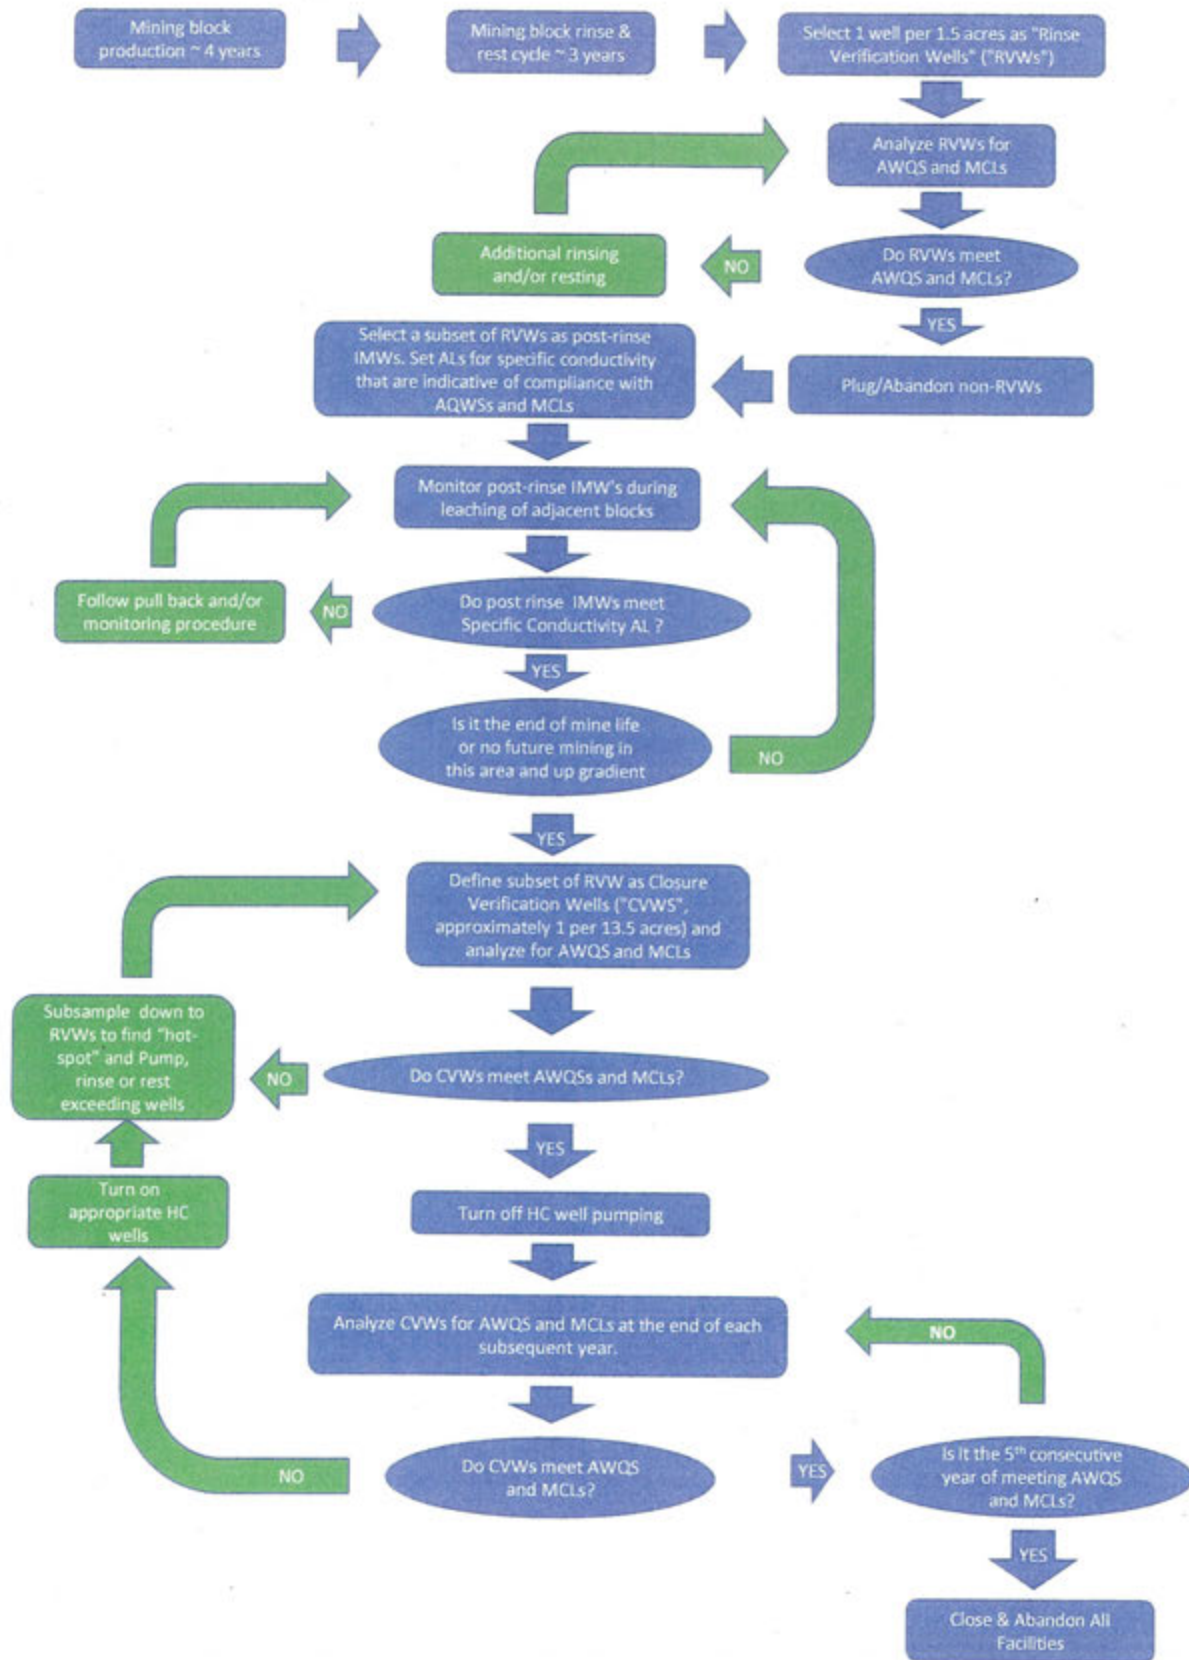 Mining block
production ~ 4 years
Mining block rinse &
rest cycle ~ 3 years
Select 1 well per 1.5 acres as "Rinse
Verification Wells" ("RVWs")
Analyze RVWs for
AWQS and MCLs
Do RVWs meet
AWQS and MCLs?
NO
Additional rinsing
and/or resting
YES
Plug/Abandon non-RVWs
Select a subset of RVWs as post-rinse
IMWs. Set ALs for specific conductivity
that are indicative of compliance with
AQWSs and MCLs
Monitor post-rinse IMW's during
leaching of adjacent blocks
Do post rinse IMWs meet
Specific Conductivity AL ?
NO
Follow pull back and/or
monitoring procedure
YES
Is it the end of mine life
or no future mining in
this area and up gradient
NO
YES
Define subset of RVW as Closure
Verification Wells ("CVWS",
approximately 1 per 13.5 acres) and
analyze for AWQS and MCLs
Do CVWs meet AWQSs and MCLs?
NO
Subsample down to
RVWs to find "hot-
spot" and Pump,
rinse or rest
exceeding wells
Turn on
appropriate HC
wells
YES
Turn off HC well pumping
Analyze CVWs for AWQS and MCLs at the end of each
subsequent year.
NO
Do CVWs meet AWQS
and MCLs?
NO
YES
Is it the 5th consecutive
year of meeting AWQS
and MCLs?
YES
Close & Abandon All
Facilities